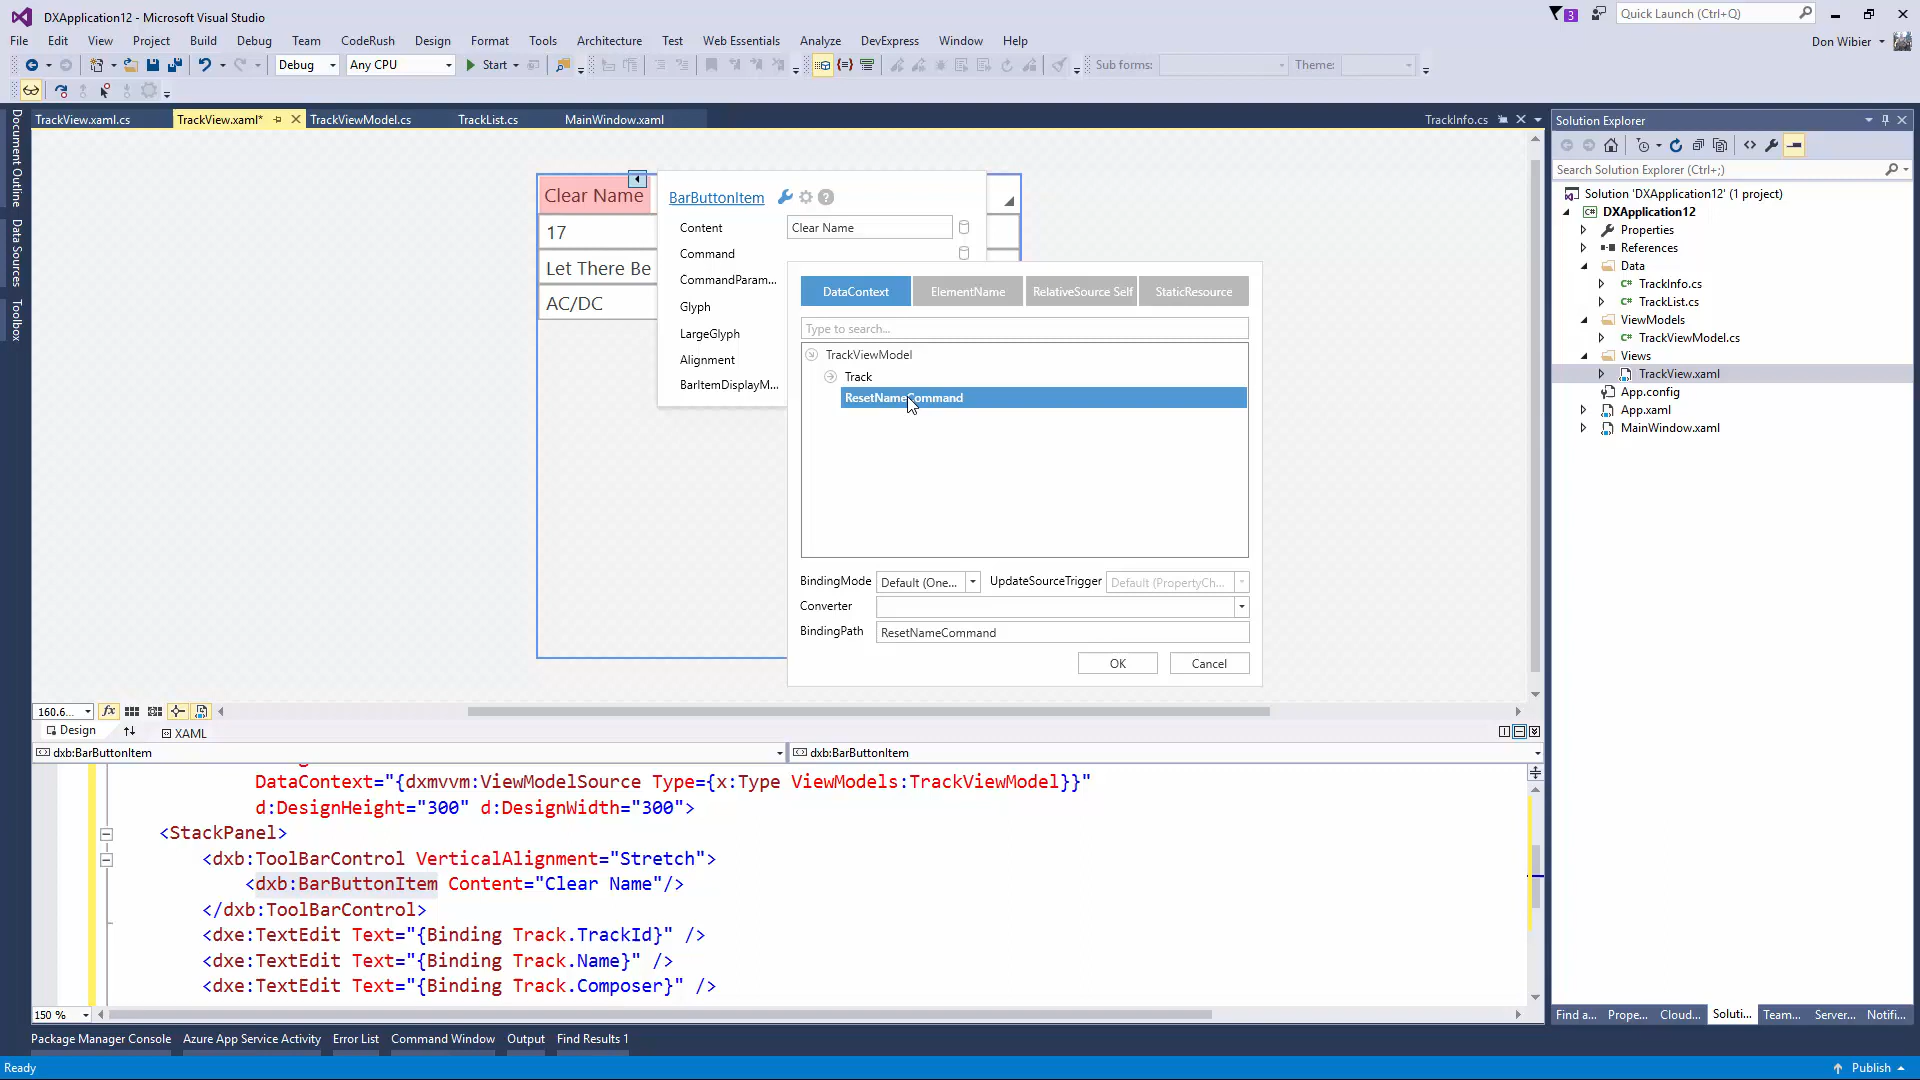 DXApplication12 - Microsoft Visual Studio
3
Quick Launch (Ctrl+Q)
File Edit View Project Build Debug Team CodeRush Design Format Tools Architecture Test Web Essentials Analyze DevExpress Window Help
Don Wibier
Debug Any CPU Start Sub forms: Theme:
TrackView.xaml.cs TrackView.xaml* TrackViewModel.cs TrackList.cs MainWindow.xaml TrackInfo.cs
Document Outline
Data Sources
Toolbox
Clear Name
17
Let There Be
AC/DC
BarButtonItem
Content Clear Name
Command
CommandParam...
Glyph
LargeGlyph
Alignment
BarItemDisplayM...
DataContext ElementName RelativeSource Self StaticResource
Type to search...
TrackViewModel
Track
ResetNameCommand
BindingMode Default (One... UpdateSourceTrigger Default (PropertyCh...
Converter
BindingPath ResetNameCommand
OK Cancel
Solution Explorer
Search Solution Explorer (Ctrl+;)
Solution 'DXApplication12' (1 project)
DXApplication12
Properties
References
Data
TrackInfo.cs
TrackList.cs
ViewModels
TrackViewModel.cs
Views
TrackView.xaml
App.config
App.xaml
MainWindow.xaml
160.6... fx
Design XAML
dxb:BarButtonItem dxb:BarButtonItem
DataContext="{dxmvvm:ViewModelSource Type={x:Type ViewModels:TrackViewModel}}"
d:DesignHeight="300" d:DesignWidth="300">
<StackPanel>
<dxb:ToolBarControl VerticalAlignment="Stretch">
<dxb:BarButtonItem Content="Clear Name"/>
</dxb:ToolBarControl>
<dxe:TextEdit Text="{Binding Track.TrackId}" />
<dxe:TextEdit Text="{Binding Track.Name}" />
<dxe:TextEdit Text="{Binding Track.Composer}" />
150 %
Find a... Prope... Cloud... Soluti... Team... Server... Notifi...
Package Manager Console Azure App Service Activity Error List Command Window Output Find Results 1
Ready
Publish